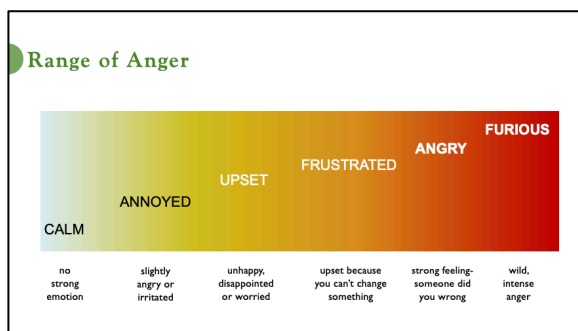 Range of Anger
FURIOUS
ANGRY
FRUSTRATED
UPSET
ANNOYED
CALM
no
strong
emotion
slightly
angry or
irritated
unhappy,
disappointed
or worried
upset because
you can't change
something
strong feeling-
someone did
you wrong
wild,
intense
anger